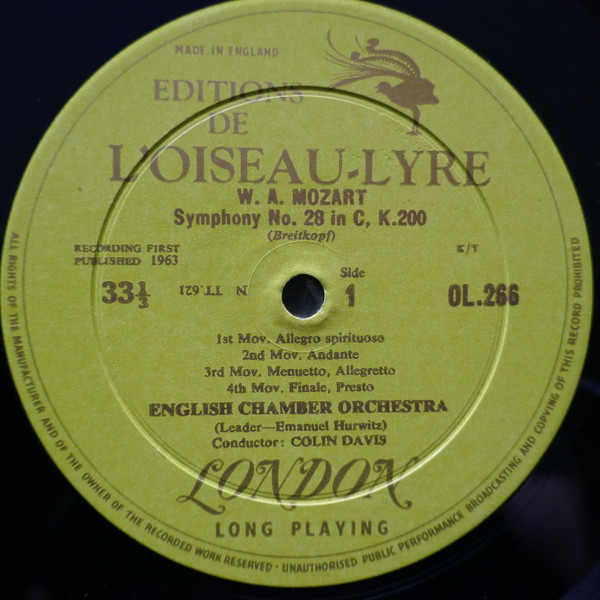 MADE IN ENGLAND
EDITIONS
DE
L'OISEAU-LYRE
W. A. MOZART
Symphony No. 28 in C, K.200
(Breitkopf)
RECORDING FIRST
PUBLISHED 1963
K/T
33⅓
N TT.621
Side
1
OL.266
1st Mov. Allegro spirituoso
2nd Mov. Andante
3rd Mov. Menuetto, Allegretto
4th Mov. Finale, Presto
ENGLISH CHAMBER ORCHESTRA
(Leader—Emanuel Hurwitz)
Conductor: COLIN DAVIS
LONDON
LONG PLAYING
ALL RIGHTS OF THE MANUFACTURER AND OF THE OWNER OF THE RECORDED WORK RESERVED · UNAUTHORISED PUBLIC PERFORMANCE BROADCASTING AND COPYING OF THIS RECORD PROHIBITED